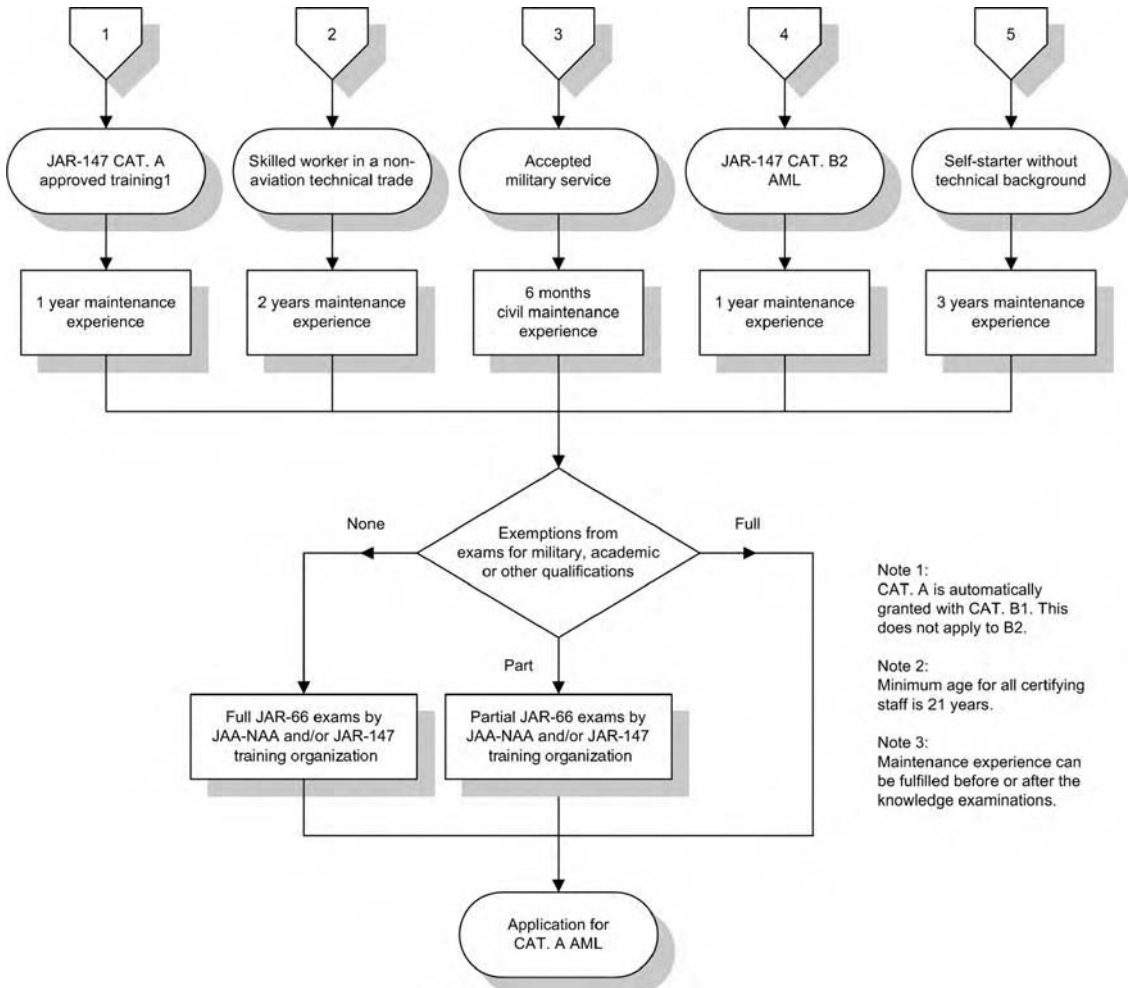 1
2
3
4
5
JAR-147 CAT. A
approved training1
Skilled worker in a non-
aviation technical trade
Accepted
military service
JAR-147 CAT. B2
AML
Self-starter without
technical background
1 year maintenance
experience
2 years maintenance
experience
6 months
civil maintenance
experience
1 year maintenance
experience
3 years maintenance
experience
None
Exemptions from
exams for military, academic
or other qualifications
Full
Part
Full JAR-66 exams by
JAA-NAA and/or JAR-147
training organization
Partial JAR-66 exams by
JAA-NAA and/or JAR-147
training organization
Note 1:
CAT. A is automatically
granted with CAT. B1. This
does not apply to B2.
Note 2:
Minimum age for all certifying
staff is 21 years.
Note 3:
Maintenance experience can
be fulfilled before or after the
knowledge examinations.
Application for
CAT. A AML